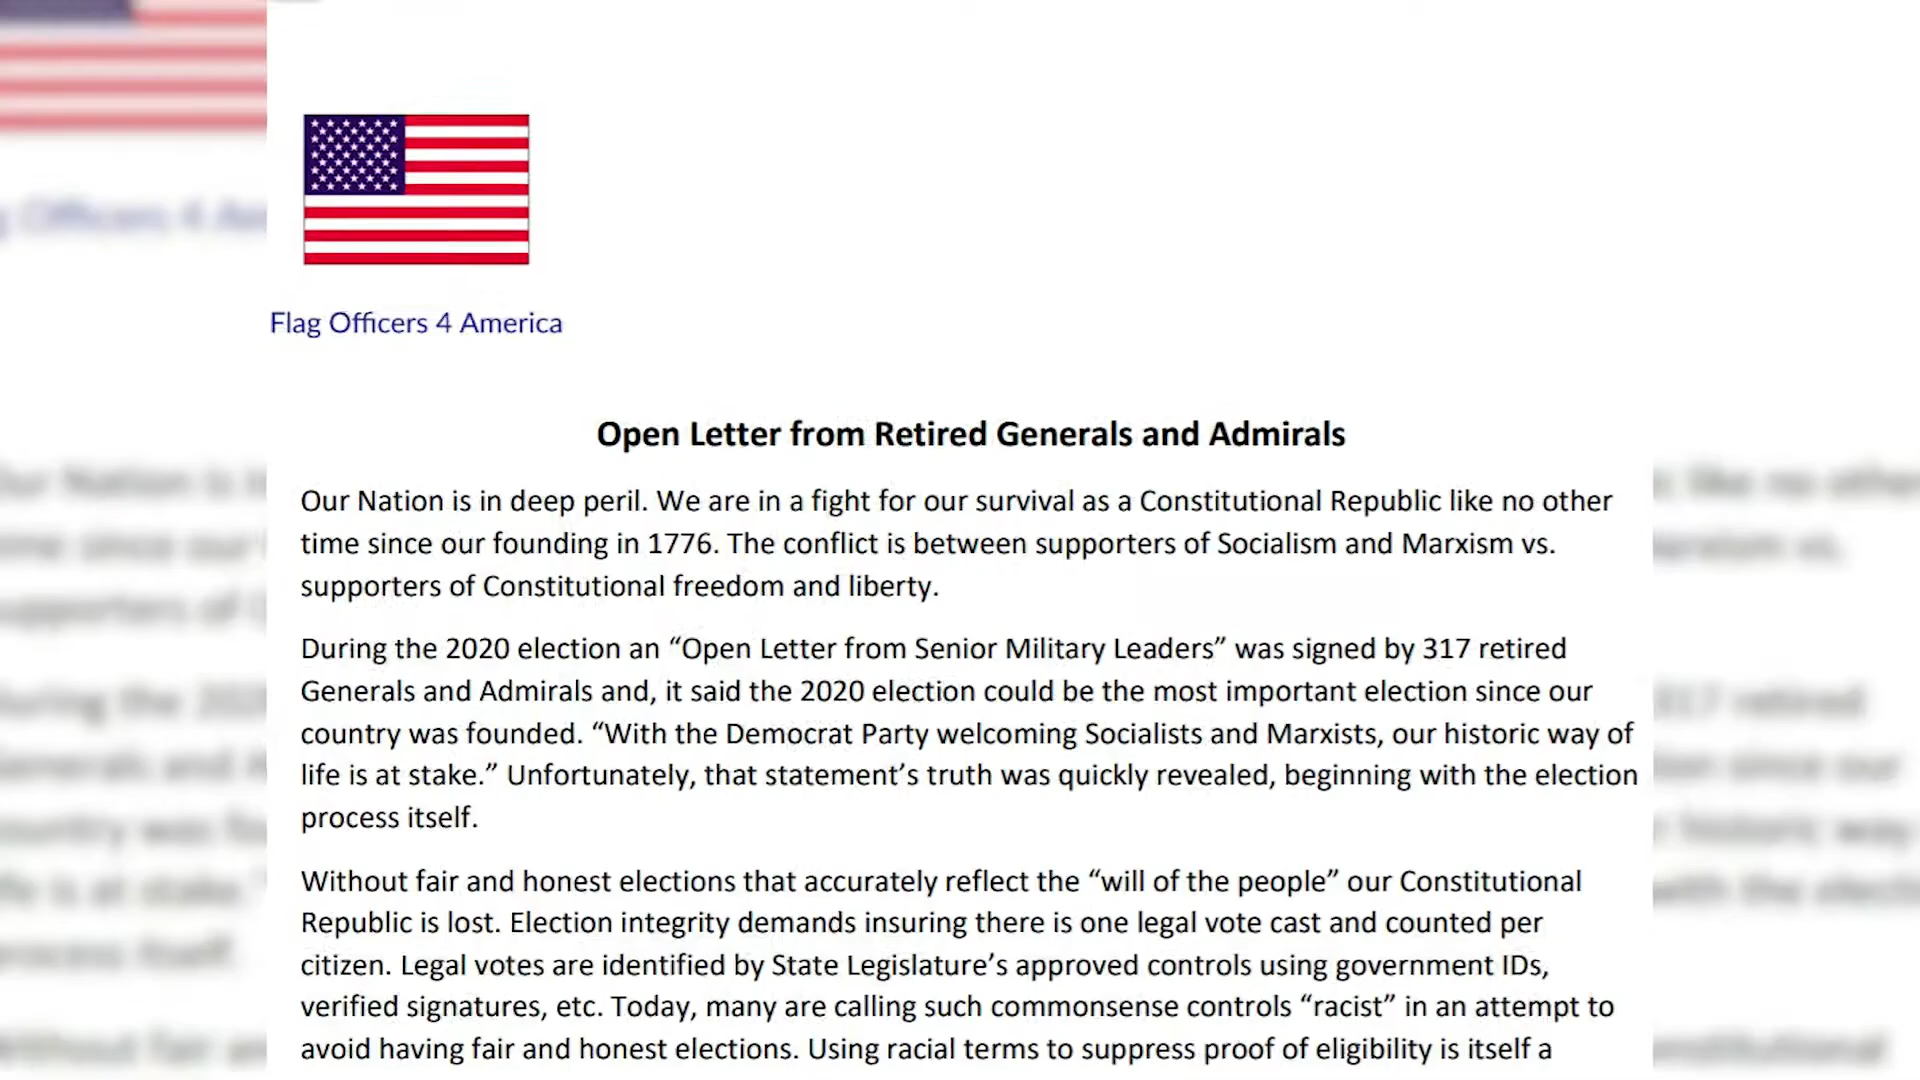 Flag Officers 4 America
Open Letter from Retired Generals and Admirals
Our Nation is in deep peril. We are in a fight for our survival as a Constitutional Republic like no other
time since our founding in 1776. The conflict is between supporters of Socialism and Marxism vs.
supporters of Constitutional freedom and liberty.
During the 2020 election an “Open Letter from Senior Military Leaders” was signed by 317 retired
Generals and Admirals and, it said the 2020 election could be the most important election since our
country was founded. “With the Democrat Party welcoming Socialists and Marxists, our historic way of
life is at stake.” Unfortunately, that statement’s truth was quickly revealed, beginning with the election
process itself.
Without fair and honest elections that accurately reflect the “will of the people” our Constitutional
Republic is lost. Election integrity demands insuring there is one legal vote cast and counted per
citizen. Legal votes are identified by State Legislature’s approved controls using government IDs,
verified signatures, etc. Today, many are calling such commonsense controls “racist” in an attempt to
avoid having fair and honest elections. Using racial terms to suppress proof of eligibility is itself a